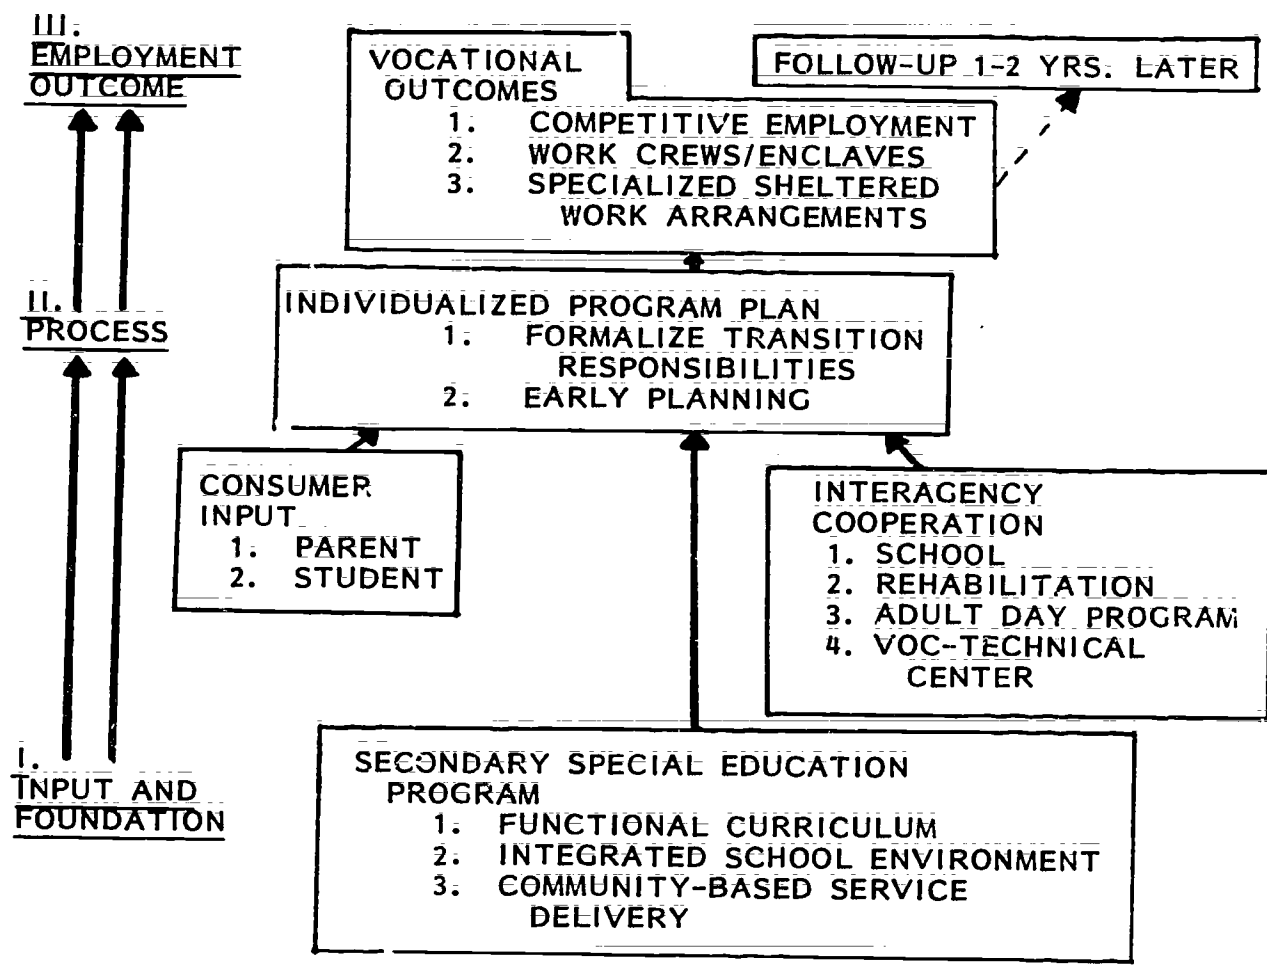 III.
EMPLOYMENT
OUTCOME
VOCATIONAL
OUTCOMES
1. COMPETITIVE EMPLOYMENT
2. WORK CREWS/ENCLAVES
3. SPECIALIZED SHELTERED
WORK ARRANGEMENTS
FOLLOW-UP 1-2 YRS. LATER
II.
PROCESS
INDIVIDUALIZED PROGRAM PLAN
1. FORMALIZE TRANSITION
RESPONSIBILITIES
2. EARLY PLANNING
CONSUMER
INPUT
1. PARENT
2. STUDENT
INTERAGENCY
COOPERATION
1. SCHOOL
2. REHABILITATION
3. ADULT DAY PROGRAM
4. VOC-TECHNICAL
CENTER
I.
INPUT AND
FOUNDATION
SECONDARY SPECIAL EDUCATION
PROGRAM
1. FUNCTIONAL CURRICULUM
2. INTEGRATED SCHOOL ENVIRONMENT
3. COMMUNITY-BASED SERVICE
DELIVERY